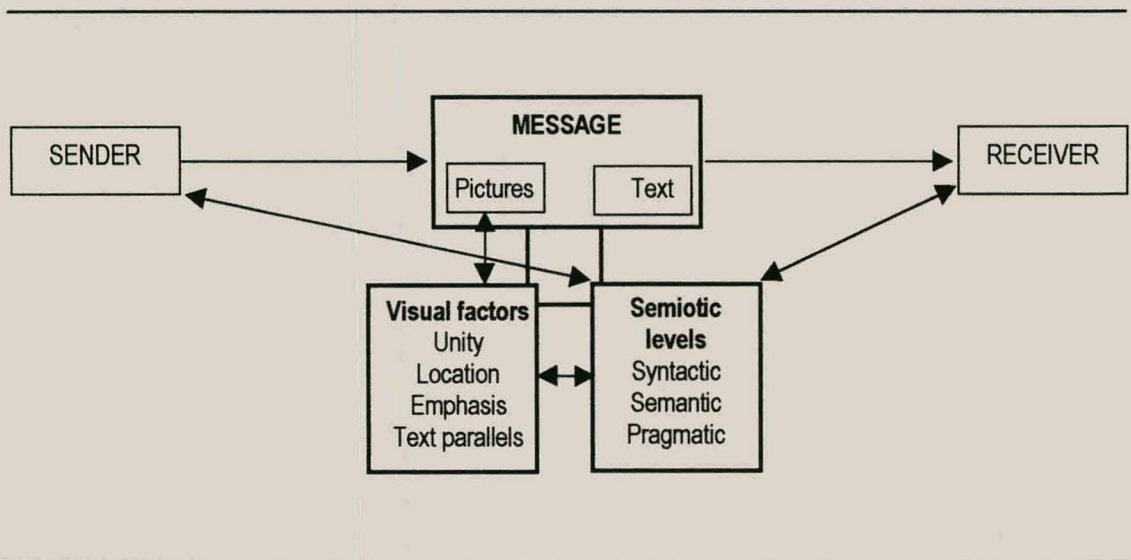 MESSAGE
SENDER
RECEIVER
Pictures
Text
Visual factors
Unity
Location
Emphasis
Text parallels
Semiotic
levels
Syntactic
Semantic
Pragmatic